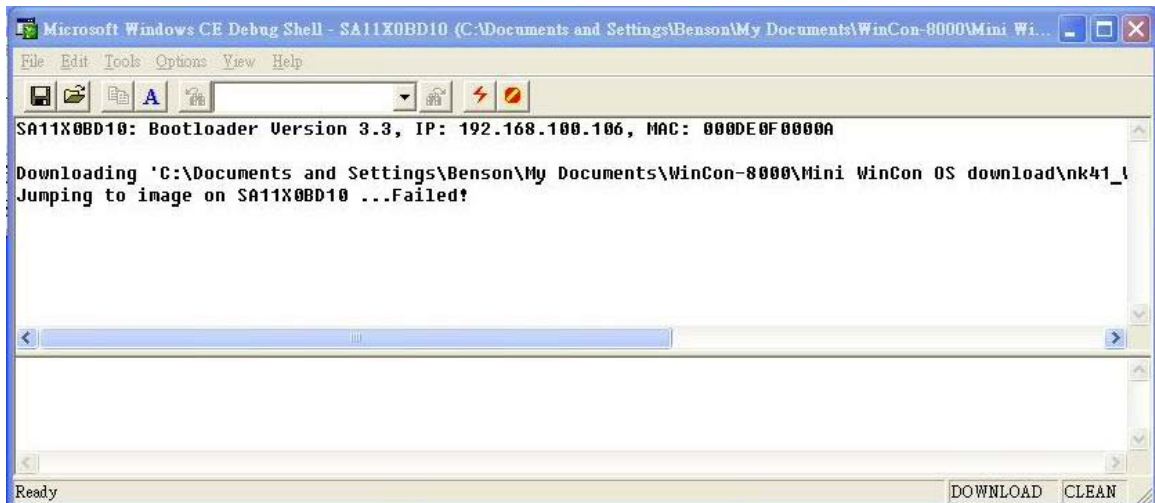 Microsoft Windows CE Debug Shell - SA11X0BD10 (C:\Documents and Settings\Benson\My Documents\WinCon-8000\Mini Wi...
File Edit Tools Options View Help
A
SA11X0BD10: Bootloader Version 3.3, IP: 192.168.100.106, MAC: 000DE0F0000A
Downloading 'C:\Documents and Settings\Benson\My Documents\WinCon-8000\Mini WinCon OS download\nk41_
Jumping to image on SA11X0BD10 ...Failed!
Ready DOWNLOAD CLEAN